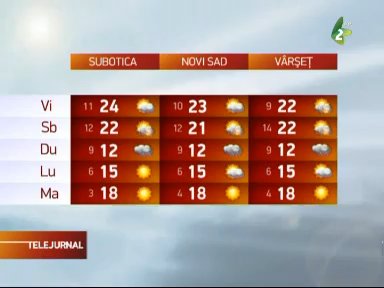 2
SUBOTICA NOVI SAD VÂRŞEŢ
Vi 11 24 10 23 9 22
Sb 12 22 12 21 14 22
Du 9 12 9 12 9 12
Lu 6 15 6 15 6 15
Ma 3 18 4 18 4 18
TELEJURNAL